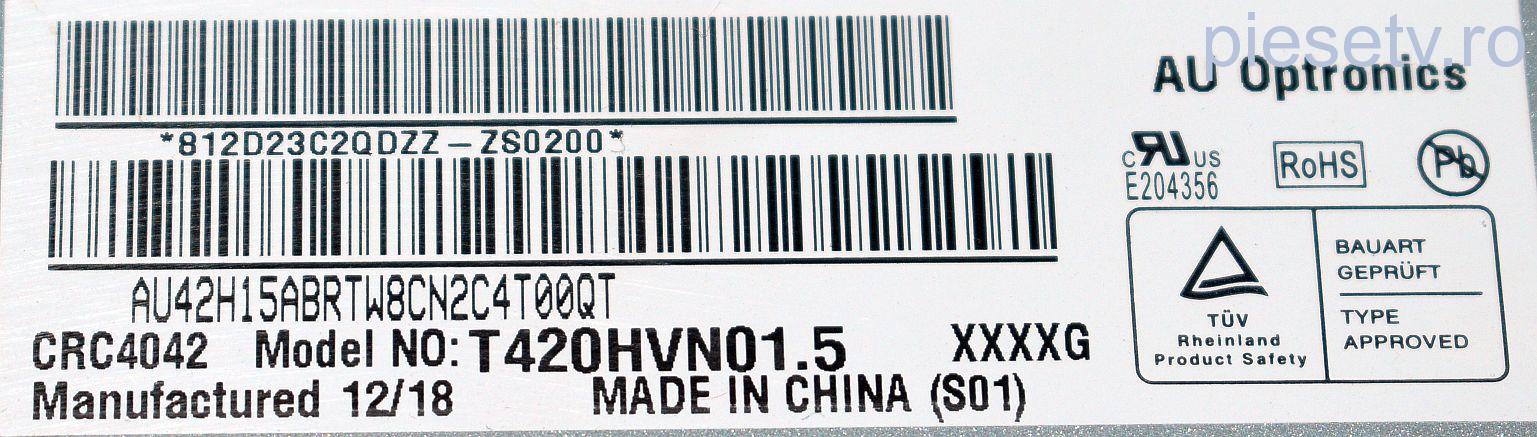 piesetv.ro
AU Optronics
*812D23C2QDZZ-ZS0200*
c RU US
E204356
RoHS
Pb
AU42H15ABRTW8CN2C4T00QT
CRC4042 Model NO: T420HVN01.5 XXXXG
Manufactured 12/18 MADE IN CHINA (S01)
TÜV
Rheinland
Product Safety
BAUART
GEPRÜFT
TYPE
APPROVED